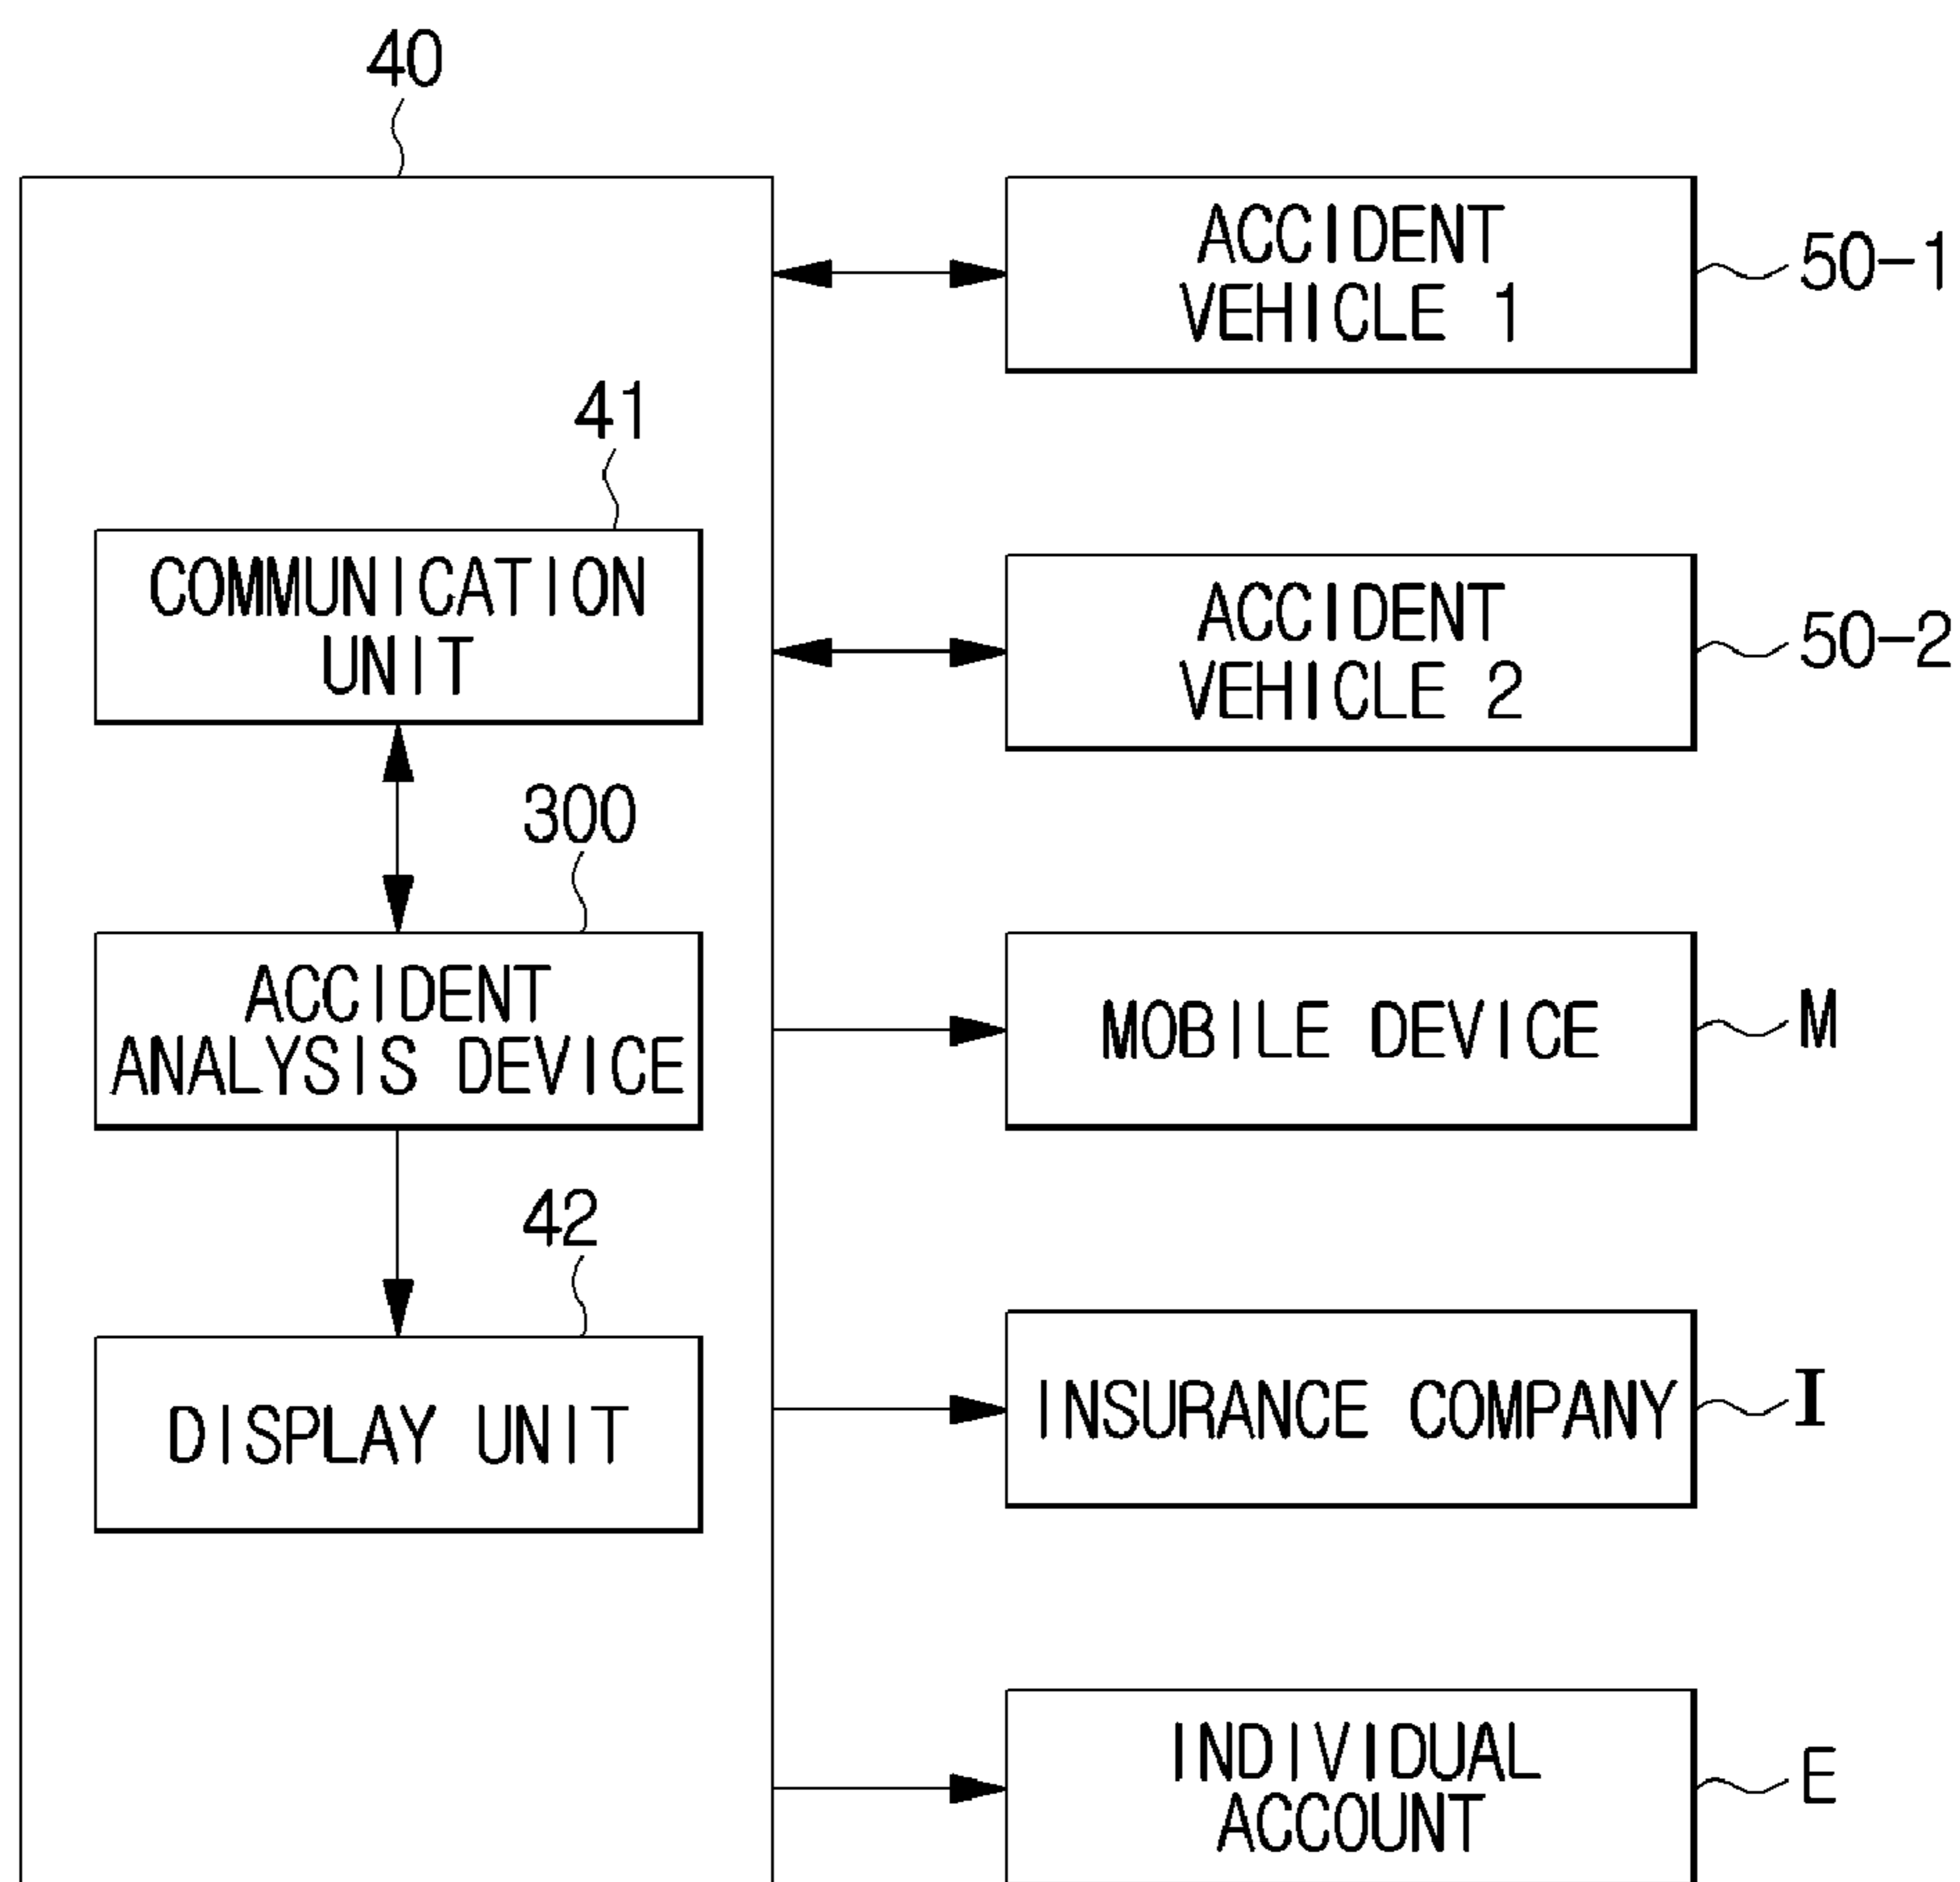 40
41
COMMUNICATION
UNIT
300
ACCIDENT
ANALYSIS DEVICE
42
DISPLAY UNIT
ACCIDENT
VEHICLE 1
50-1
ACCIDENT
VEHICLE 2
50-2
MOBILE DEVICE
M
INSURANCE COMPANY
I
INDIVIDUAL
ACCOUNT
E